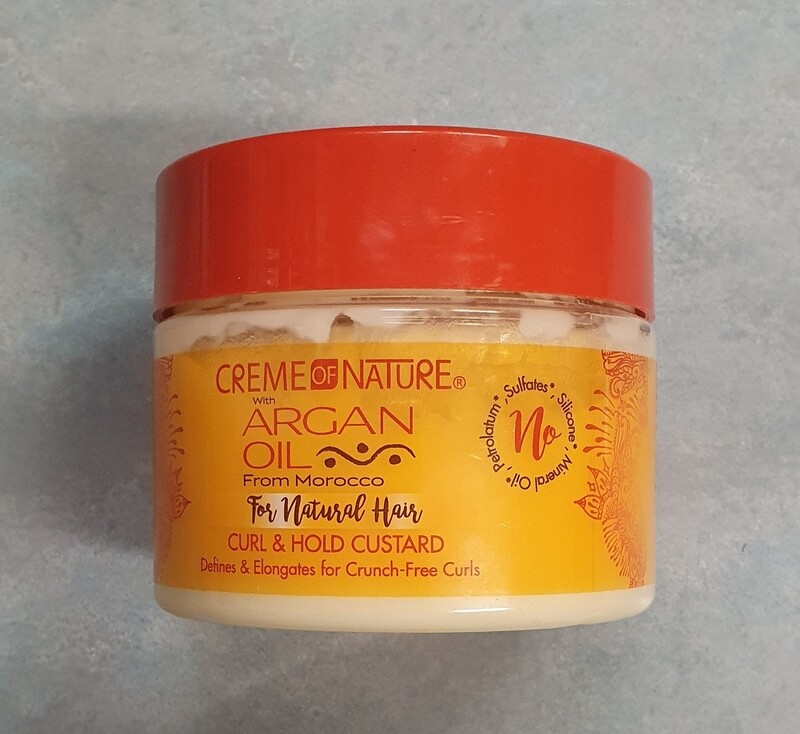 CREME OF NATURE®
With
ARGAN
OIL
From Morocco
For Natural Hair
CURL & HOLD CUSTARD
Defines & Elongates for Crunch-Free Curls
No
Petrolatum*, Sulfates*, Silicone*, Mineral Oil*